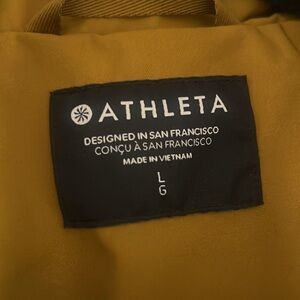 ATHLETA
DESIGNED IN SAN FRANCISCO
CONÇU À SAN FRANCISCO
MADE IN VIETNAM
L
G